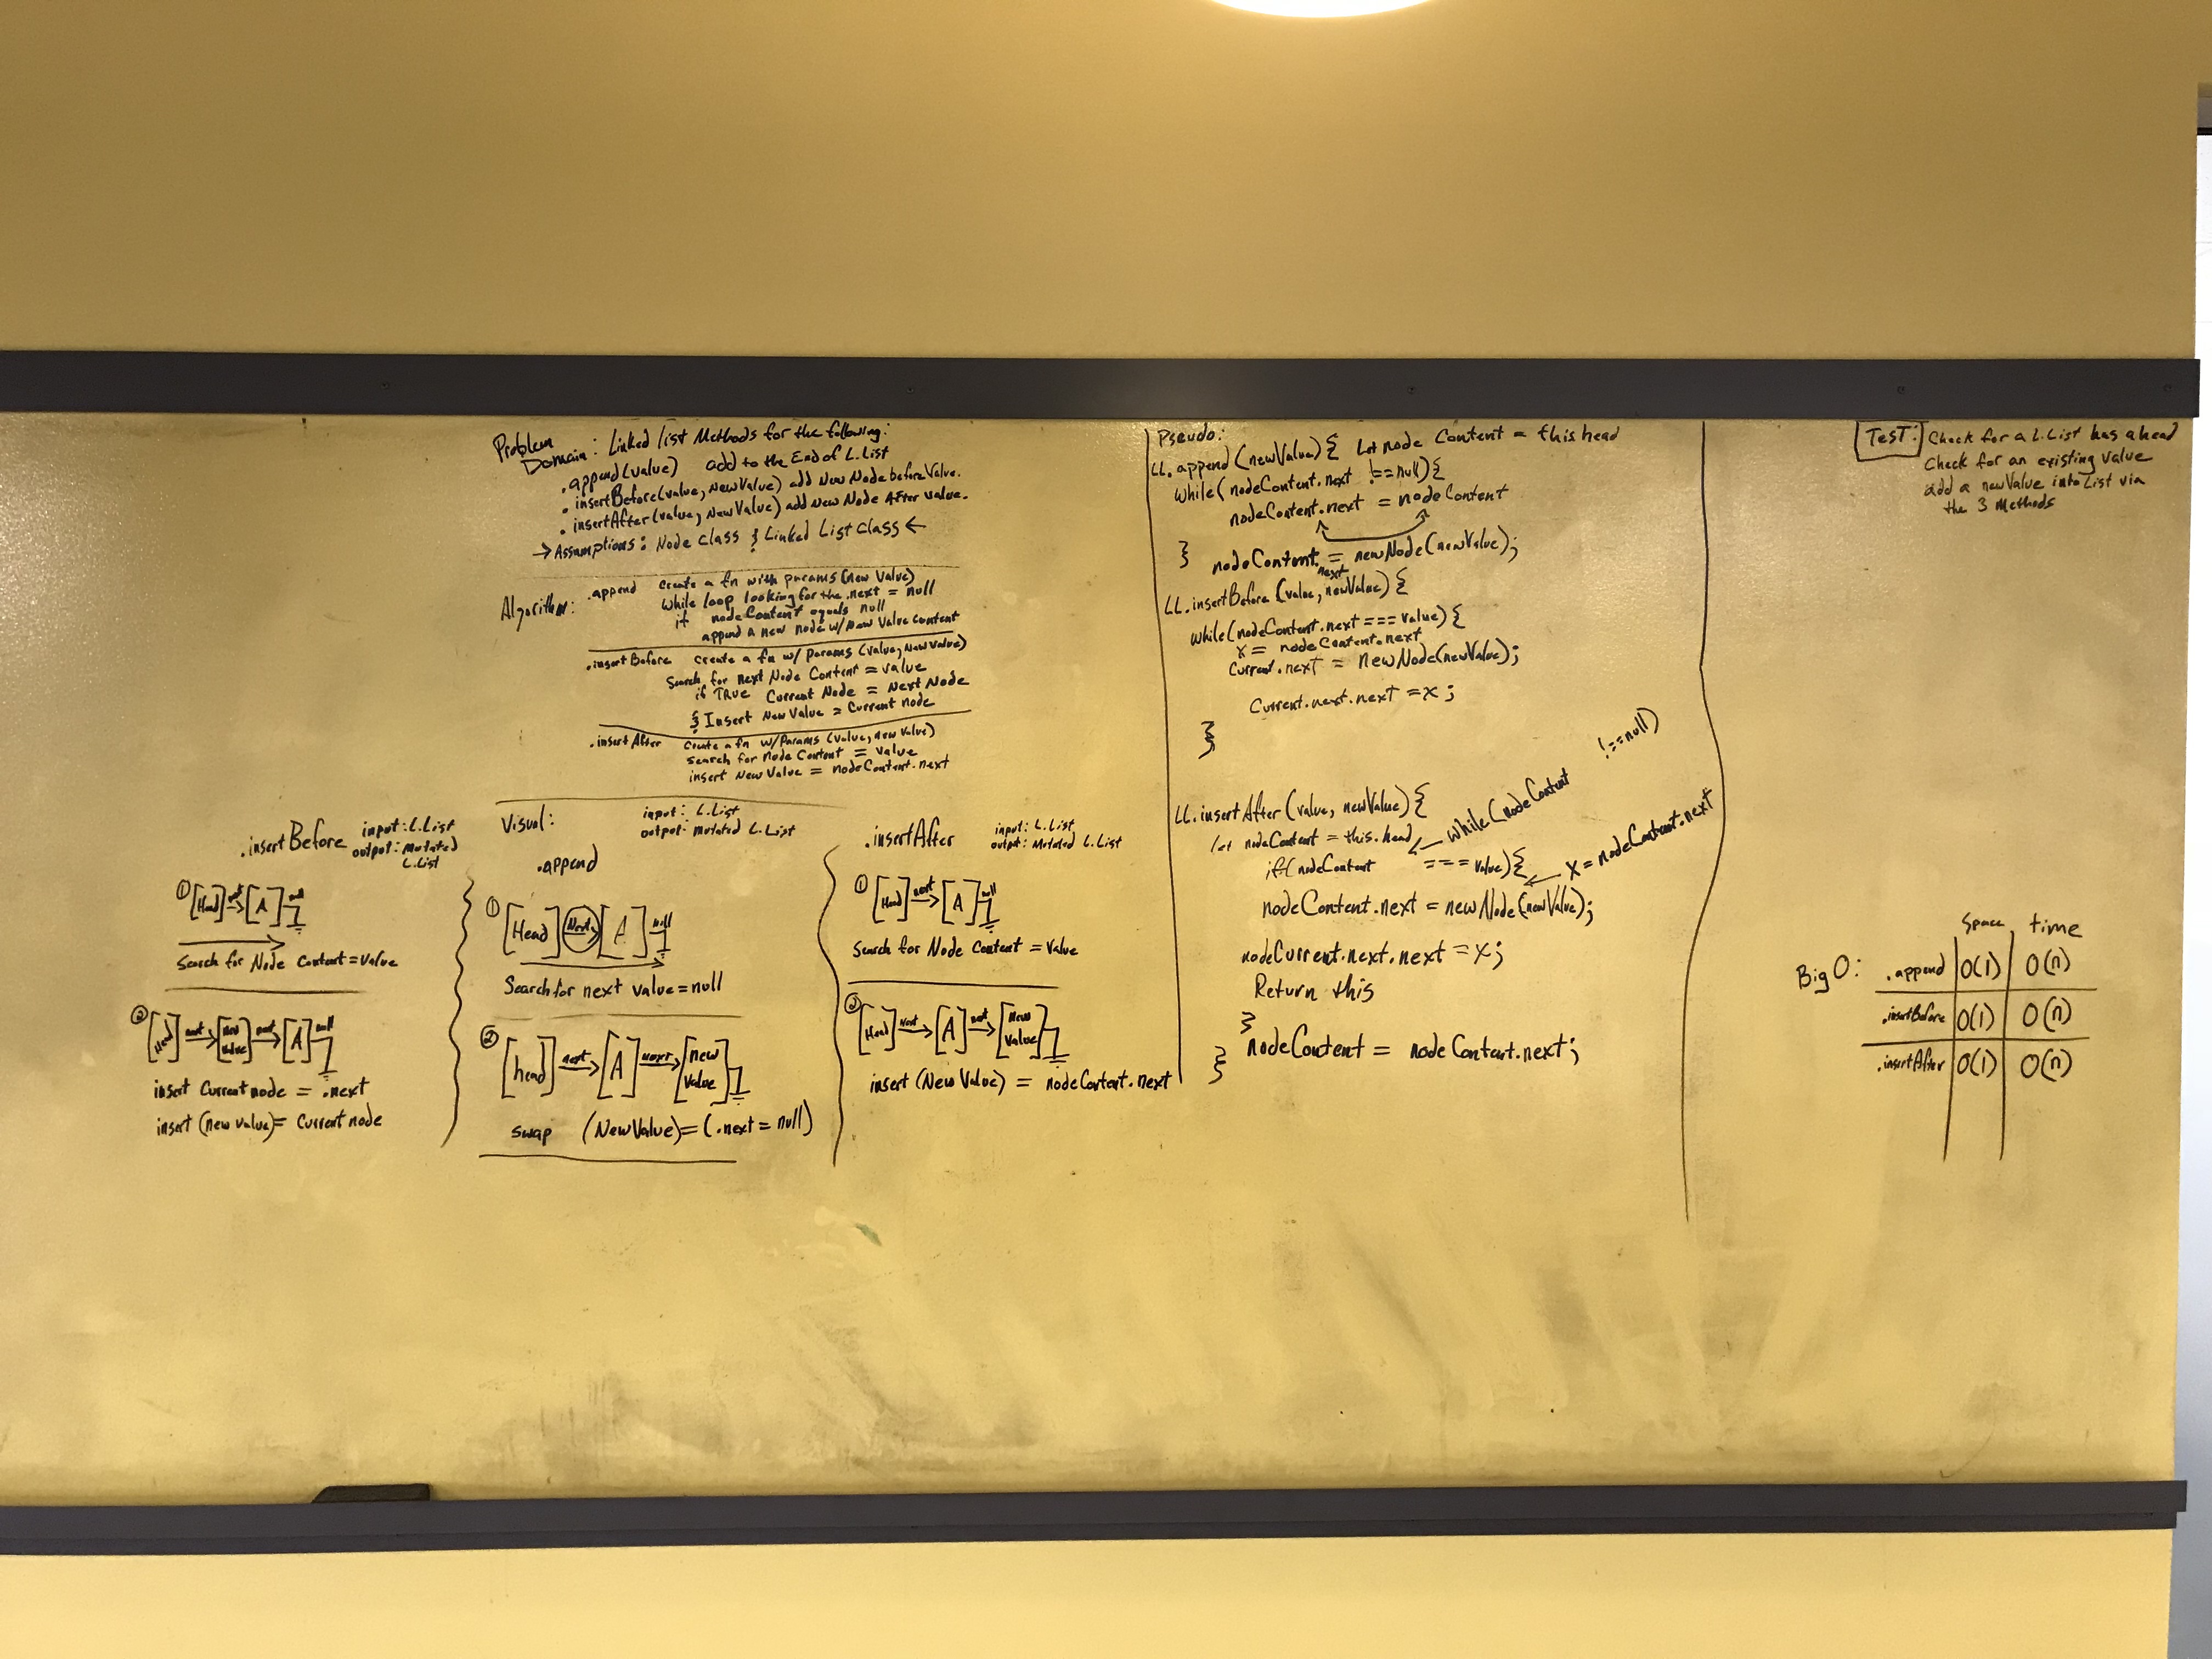 Problem
Domain: Linked list Methods for the following:
.append(value) add to the End of L.List
.insertBefore(value, NewValue) add New Node before Value.
.insertAfter(value, NewValue) add New Node After value.
→ Assumptions: Node class & Linked List Class ←
Algorithm:
.append create a fn with params (new Value)
while loop looking for the .next = null
if nodeContent equals null
append a new node w/ New Value content
.insertBefore create a fn w/ Params (value, New Value)
Search for next Node Content = value
if TRUE Current Node = Next Node
& Insert New Value = Current node
.insertAfter create a fn w/Params (value, new value)
search for Node Content = value
insert New Value = nodeContent.next
.insertBefore input: L.List
output: Mutated
L.List
① [Head] next→ [A] null
Search for Node Content = Value
② [Head] next→ [New Value] next→ [A] null
insert Current node = .next
insert (new value) = Current node
Visual: input: L.List
output: Mutated L.List
.append
① [Head] Next→ [A] null
Search for next value = null
② [head] next→ [A] next→ [new value]
swap (New Value) = (.next = null)
.insertAfter input: L.List
output: Mutated L.List
① [Head] next→ [A] null
Search for Node Content = Value
② [Head] Next→ [A] next→ [New Value]
insert (New Value) = nodeContent.next
Pseudo:
LL.append(newValue){ Let node Content = this.head
while(nodeContent.next !==null){
nodeContent.next = nodeContent
} nodeContent.next = newNode(newValue);
LL.insertBefore(value, newValue){
while(nodeContent.next === value){
x = nodeContent.next
Current.next = newNode(newValue);
Current.next.next = x;
}
}
LL.insertAfter(value, newValue){
let nodeContent = this.head
← while(nodeContent !==null)
if(nodeContent === value){
← X = nodeContent.next
nodeContent.next = newNode(newValue);
nodeCurrent.next.next = x;
Return this
}
nodeContent = nodeContent.next;
}
Test: Check for a L.List has a head
Check for an existing value
add a newValue into List via
the 3 Methods
Space time
Big O: .append O(1) O(n)
.insertBefore O(1) O(n)
.insertAfter O(1) O(n)